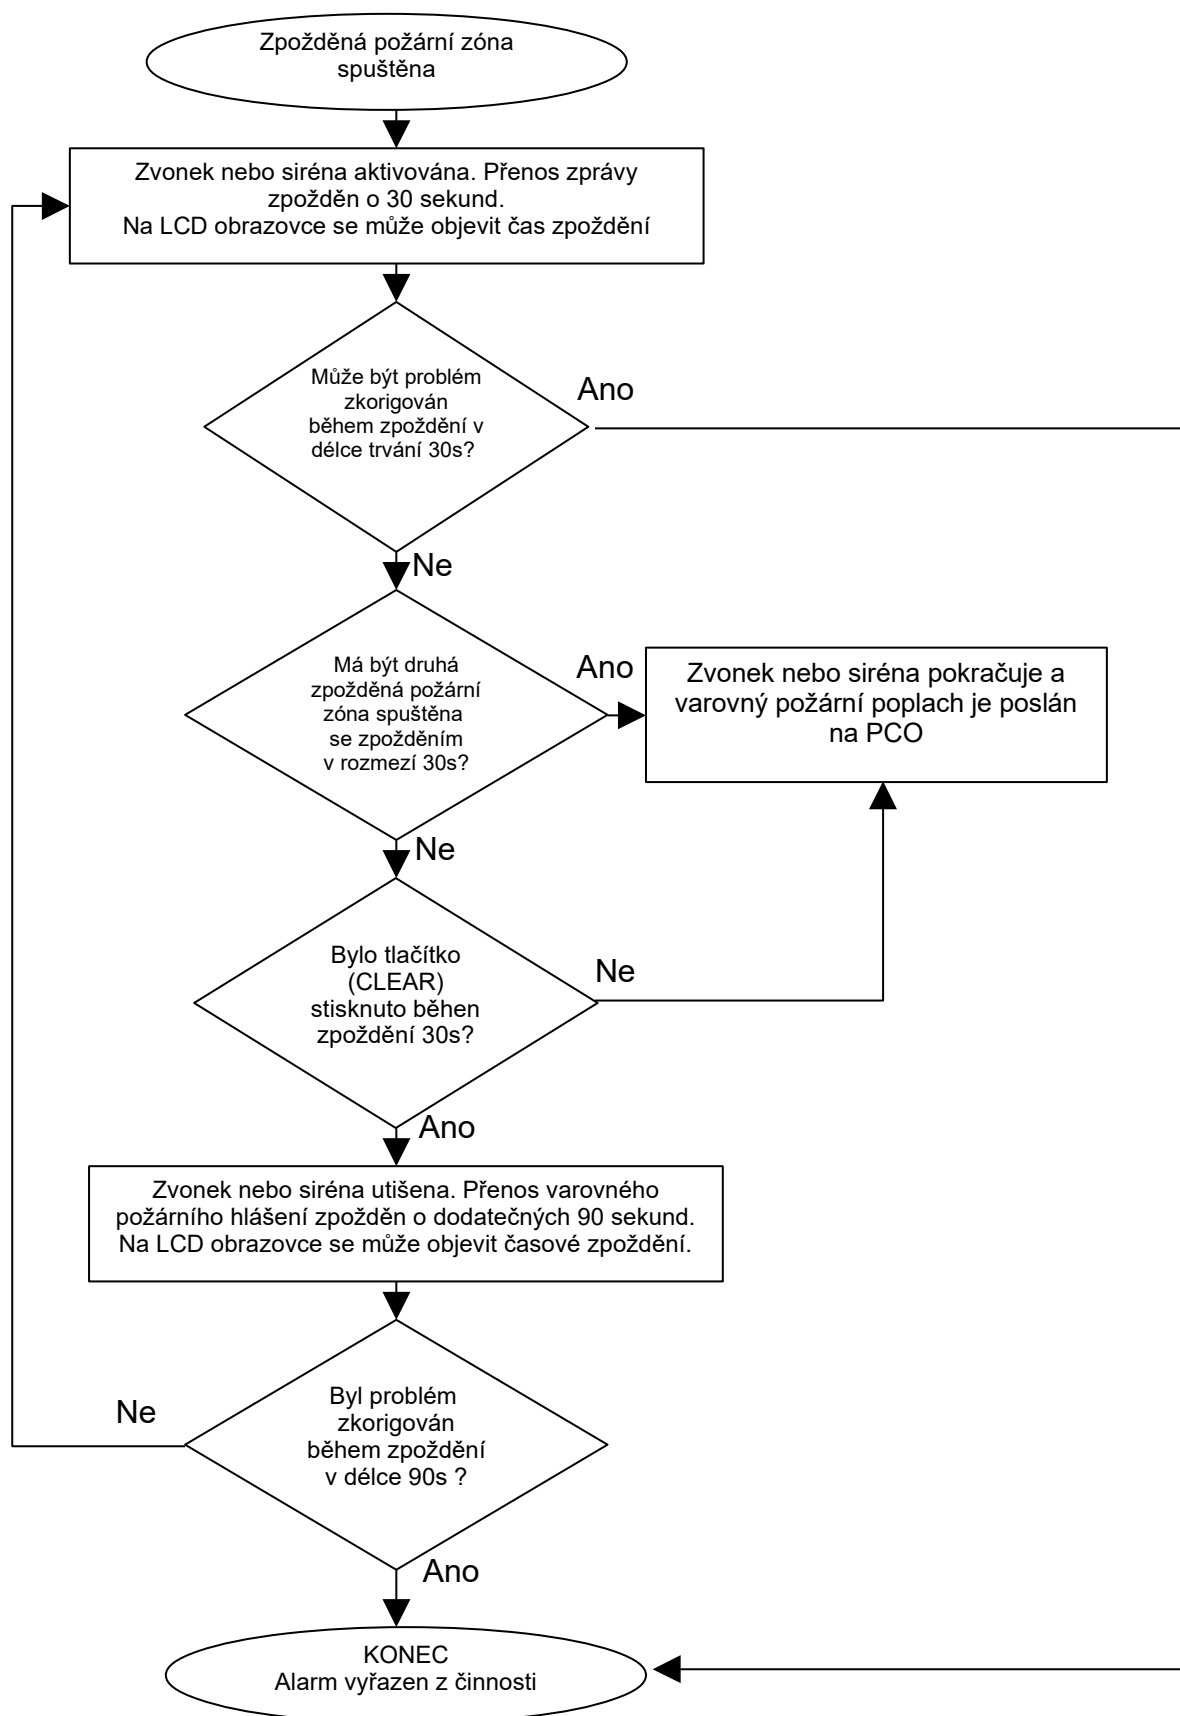 Zpožděná požární zóna
spuštěna
Zvonek nebo siréna aktivována. Přenos zprávy
zpožděn o 30 sekund.
Na LCD obrazovce se může objevit čas zpoždění
Může být problém
zkorigován
během zpoždění v
délce trvání 30s?
Ano
Ne
Má být druhá
zpožděná požární
zóna spuštěna
se zpožděním
v rozmezí 30s?
Ano
Zvonek nebo siréna pokračuje a
varovný požární poplach je poslán
na PCO
Ne
Bylo tlačítko
(CLEAR)
stisknuto běhen
zpoždění 30s?
Ne
Ano
Zvonek nebo siréna utišena. Přenos varovného
požárního hlášení zpožděn o dodatečných 90 sekund.
Na LCD obrazovce se může objevit časové zpoždění.
Byl problém
zkorigován
během zpoždění
v délce 90s ?
Ne
Ano
KONEC
Alarm vyřazen z činnosti